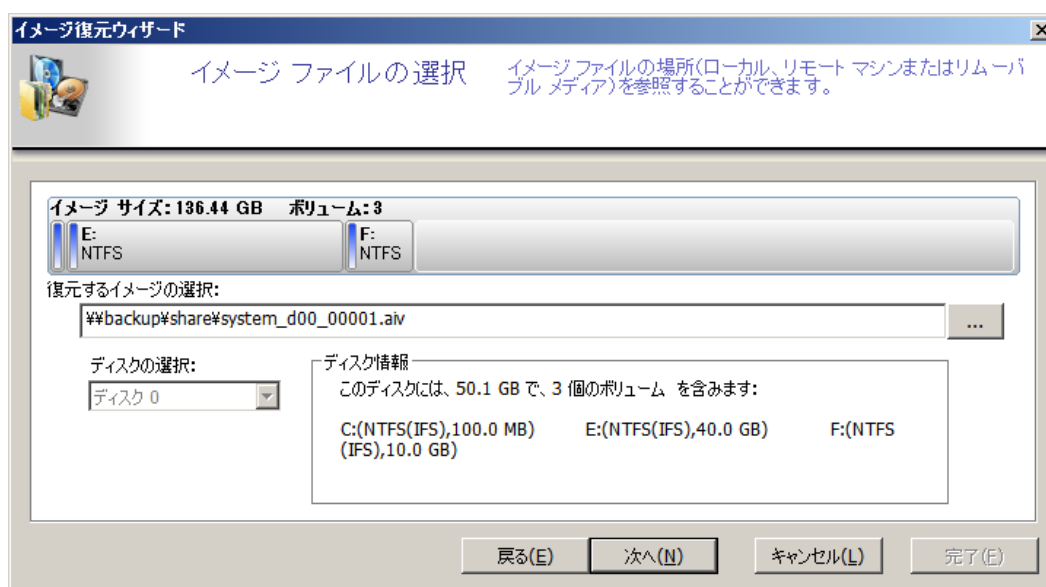 イメージ復元ウィザード
イメージ ファイルの選択
イメージ ファイルの場所(ローカル、リモート マシンまたはリムーバ
ブル メディア)を参照することができます。
イメージ サイズ: 136.44 GB ボリューム: 3
E:
NTFS
F:
NTFS
復元するイメージの選択:
¥¥backup¥share¥system_d00_00001.aiv
...
ディスクの選択:
ディスク 0
ディスク情報
このディスクには、50.1 GB で、3 個のボリューム を含みます:
C:(NTFS(IFS),100.0 MB) E:(NTFS(IFS),40.0 GB) F:(NTFS
(IFS),10.0 GB)
戻る(E) 次へ(N) キャンセル(L) 完了(F)